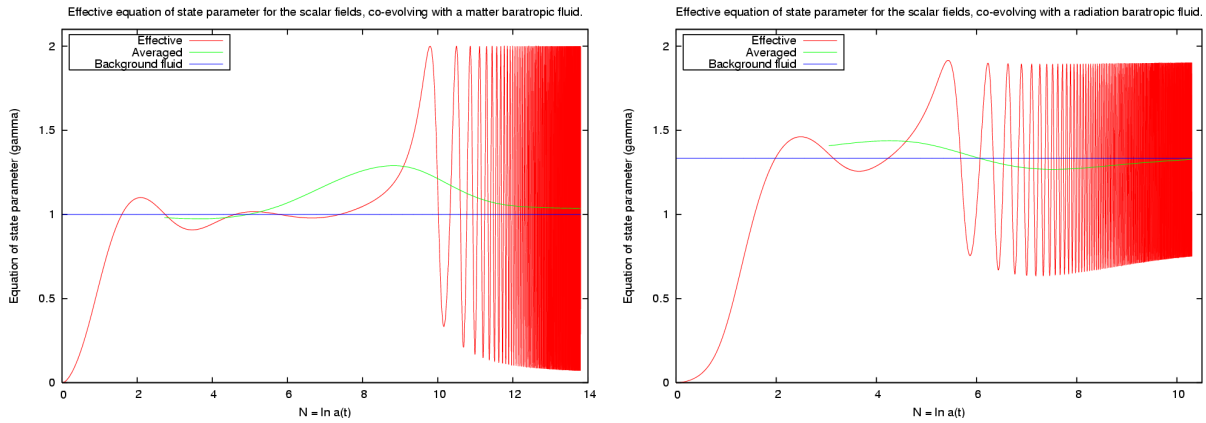 Effective equation of state parameter for the scalar fields, co-evolving with a matter baratropic fluid.
Effective
Averaged
Background fluid
Equation of state parameter (gamma)
2
1.5
1
0.5
0
0 2 4 6 8 10 12 14
N = ln a(t)
Effective equation of state parameter for the scalar fields, co-evolving with a radiation baratropic fluid.
Effective
Averaged
Background fluid
Equation of state parameter (gamma)
2
1.5
1
0.5
0
0 2 4 6 8 10
N = ln a(t)